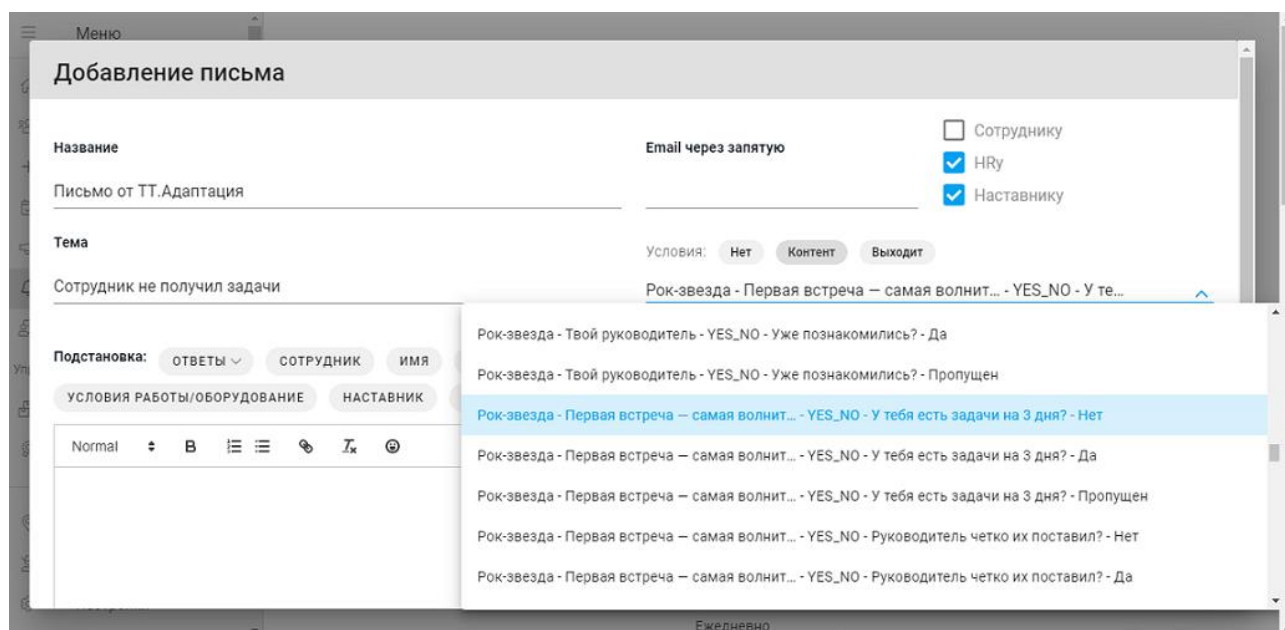 Меню
Добавление письма
Сотруднику
Название
Email через запятую
HRу
Письмо от ТТ.Адаптация
Наставнику
Тема
Условия: Нет Контент Выходит
Сотрудник не получил задачи
Рок-звезда - Первая встреча — самая волнит... - YES_NO - У те...
Рок-звезда - Твой руководитель - YES_NO - Уже познакомились? - Да
Подстановка: ОТВЕТЫ СОТРУДНИК ИМЯ
Рок-звезда - Твой руководитель - YES_NO - Уже познакомились? - Пропущен
УСЛОВИЯ РАБОТЫ/ОБОРУДОВАНИЕ НАСТАВНИК
Рок-звезда - Первая встреча — самая волнит... - YES_NO - У тебя есть задачи на 3 дня? - Нет
Normal
Рок-звезда - Первая встреча — самая волнит... - YES_NO - У тебя есть задачи на 3 дня? - Да
Рок-звезда - Первая встреча — самая волнит... - YES_NO - У тебя есть задачи на 3 дня? - Пропущен
Рок-звезда - Первая встреча — самая волнит... - YES_NO - Руководитель четко их поставил? - Нет
Рок-звезда - Первая встреча — самая волнит... - YES_NO - Руководитель четко их поставил? - Да
Ежедневно